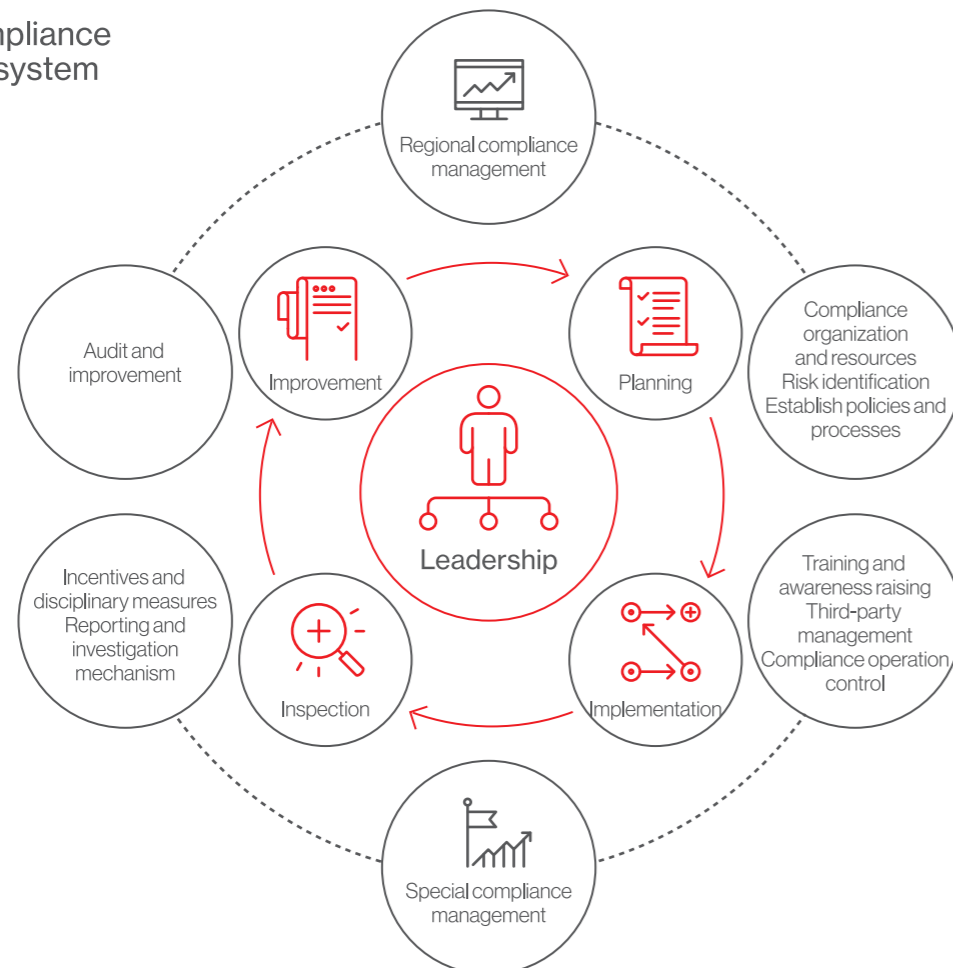 mpliance
system
Regional compliance
management
Improvement
Planning
Audit and
improvement
Compliance
organization
and resources
Risk identification
Establish policies and
processes
Leadership
Incentives and
disciplinary measures
Reporting and
investigation
mechanism
Inspection
Implementation
Training and
awareness raising
Third-party
management
Compliance operation
control
Special compliance
management